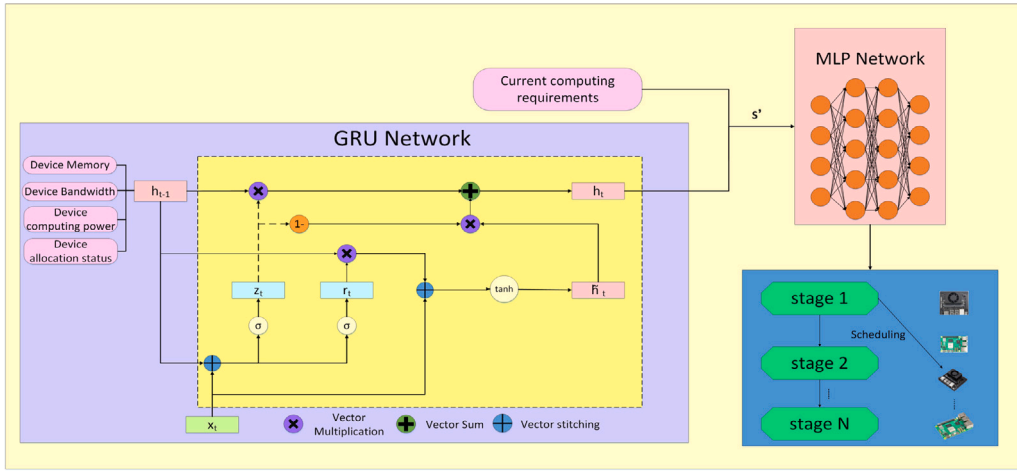 MLP Network
Current computing
requirements
s'
GRU Network
Device Memory
Device Bandwidth
Device
computing power
Device
allocation status
h t-1
h t
1-
z t
r t
tanh
h̃ t
σ
σ
x t
Vector
Multiplication
Vector Sum
Vector stitching
stage 1
Scheduling
stage 2
stage N